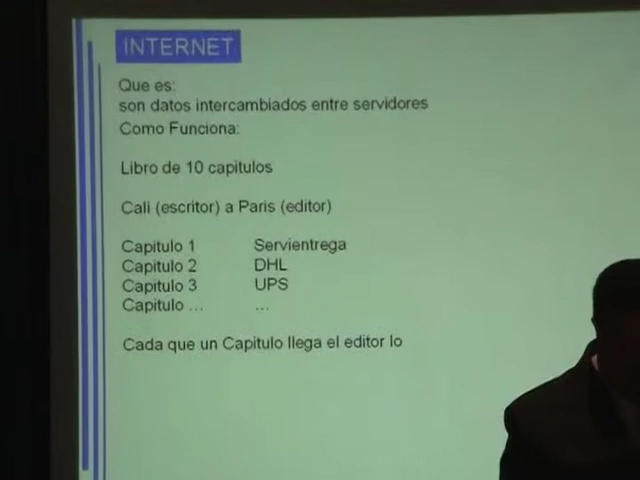 INTERNET
Que es:
son datos intercambiados entre servidores
Como Funciona:
Libro de 10 capitulos
Cali (escritor) a Paris (editor)
Capitulo 1 Servientrega
Capitulo 2 DHL
Capitulo 3 UPS
Capitulo ... ...
Cada que un Capitulo llega el editor lo